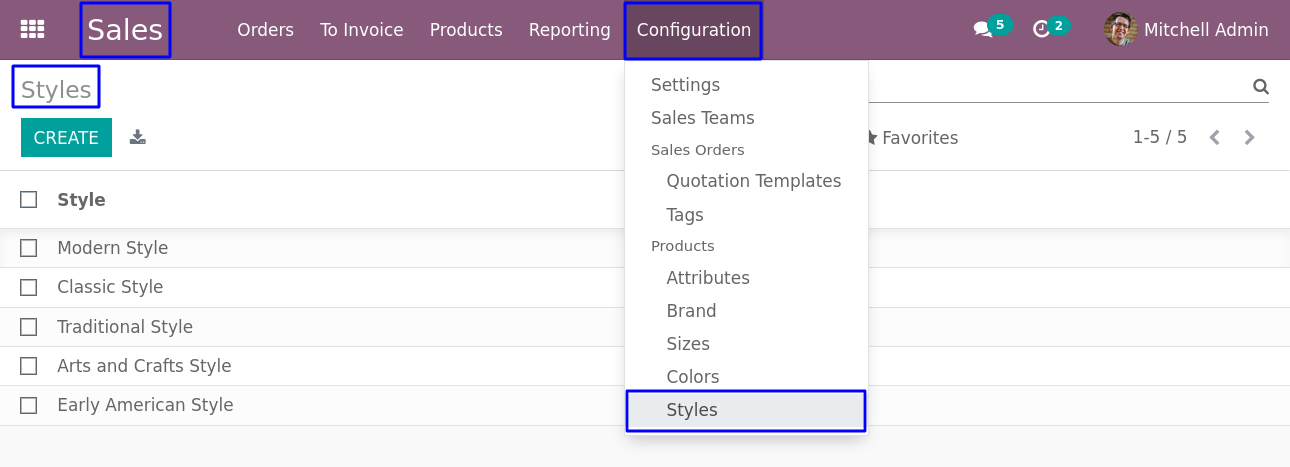 Sales Orders To Invoice Products Reporting Configuration 5 2 Mitchell Admin
Styles
CREATE
Favorites 1-5 / 5
Style
Modern Style
Classic Style
Traditional Style
Arts and Crafts Style
Early American Style
Settings
Sales Teams
Sales Orders
Quotation Templates
Tags
Products
Attributes
Brand
Sizes
Colors
Styles